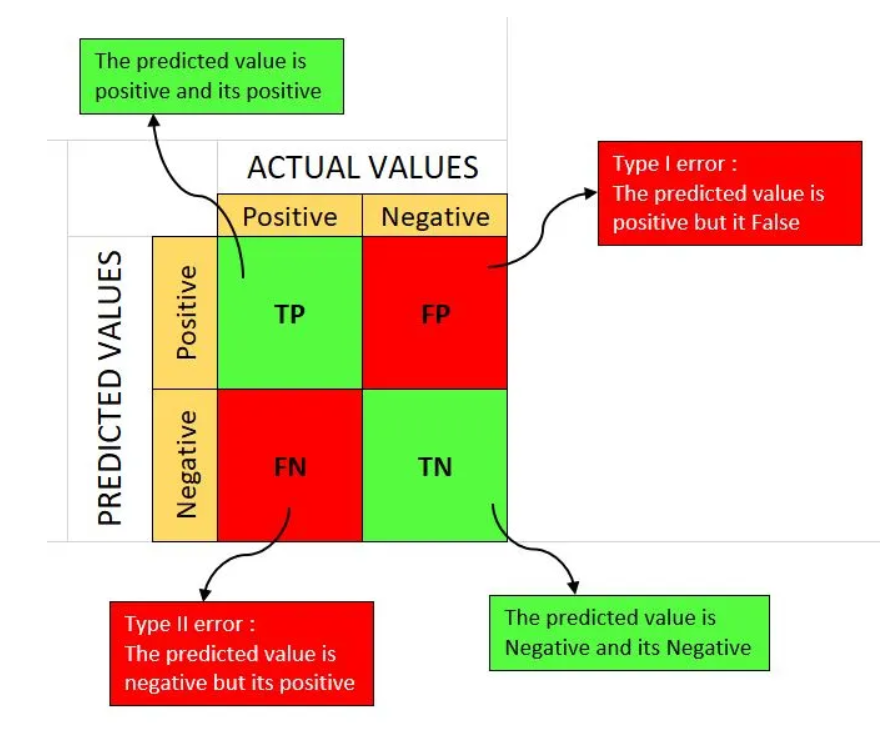 The predicted value is
positive and its positive
ACTUAL VALUES
Type I error :
The predicted value is
positive but it False
Positive
Negative
PREDICTED VALUES
Positive
TP
FP
Negative
FN
TN
Type II error :
The predicted value is
negative but its positive
The predicted value is
Negative and its Negative